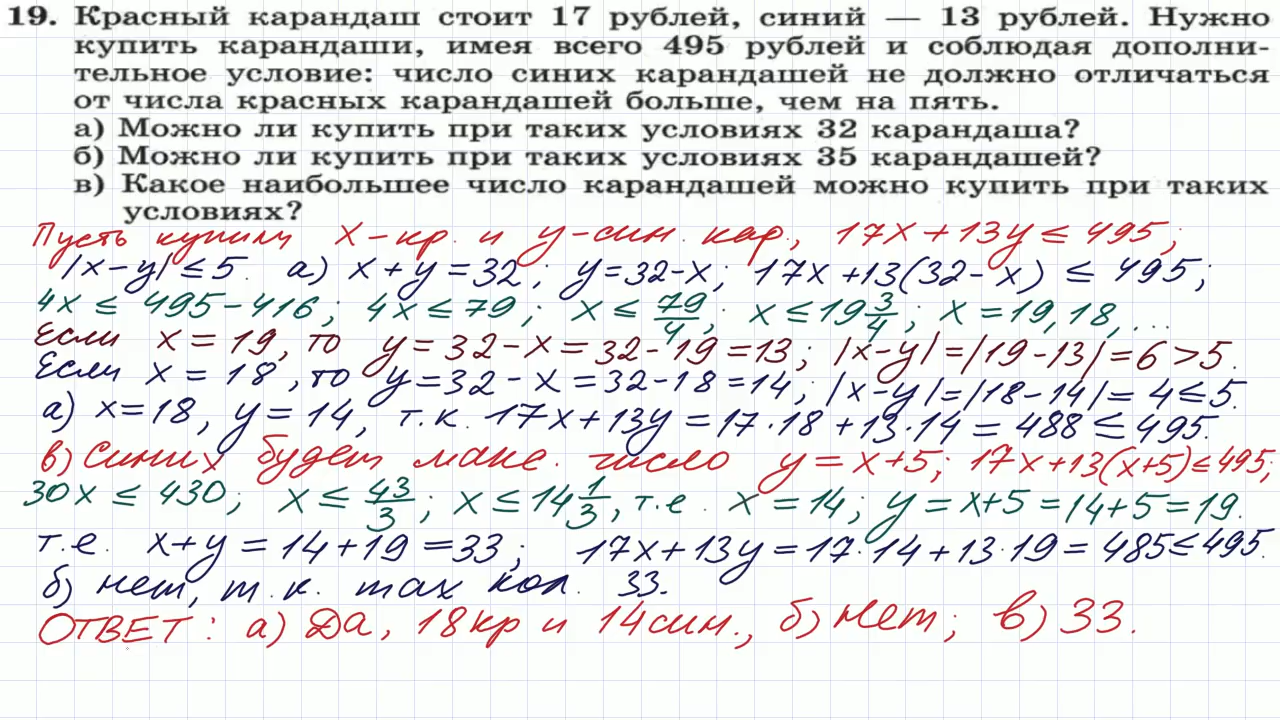 19. Красный карандаш стоит 17 рублей, синий — 13 рублей. Нужно
купить карандаши, имея всего 495 рублей и соблюдая дополни-
тельное условие: число синих карандашей не должно отличаться
от числа красных карандашей больше, чем на пять.
а) Можно ли купить при таких условиях 32 карандаша?
б) Можно ли купить при таких условиях 35 карандашей?
в) Какое наибольшее число карандашей можно купить при таких
условиях?
Пусть купили x – кр. и y – син. кар., 17x + 13y ≤ 495;
|x – y| ≤ 5. а) x + y = 32; y = 32 – x; 17x + 13(32 – x) ≤ 495;
4x ≤ 495 – 416; 4x ≤ 79; x ≤ 79/4; x ≤ 19 3/4; x = 19, 18, ...
Если x = 19, то y = 32 – x = 32 – 19 = 13; |x – y| = |19 – 13| = 6 > 5.
Если x = 18, то y = 32 – x = 32 – 18 = 14; |x – y| = |18 – 14| = 4 ≤ 5.
а) x = 18, y = 14, т.к. 17x + 13y = 17·18 + 13·14 = 488 ≤ 495.
в) Синих будет макс. число y = x + 5; 17x + 13(x + 5) ≤ 495;
30x ≤ 430; x ≤ 43/3; x ≤ 14 1/3, т.е. x = 14; y = x + 5 = 14 + 5 = 19.
т.е. x + y = 14 + 19 = 33; 17x + 13y = 17·14 + 13·19 = 485 ≤ 495.
б) нет, т.к. max кол. 33.
ОТВЕТ: а) Да, 18 кр и 14 син., б) Нет; в) 33.